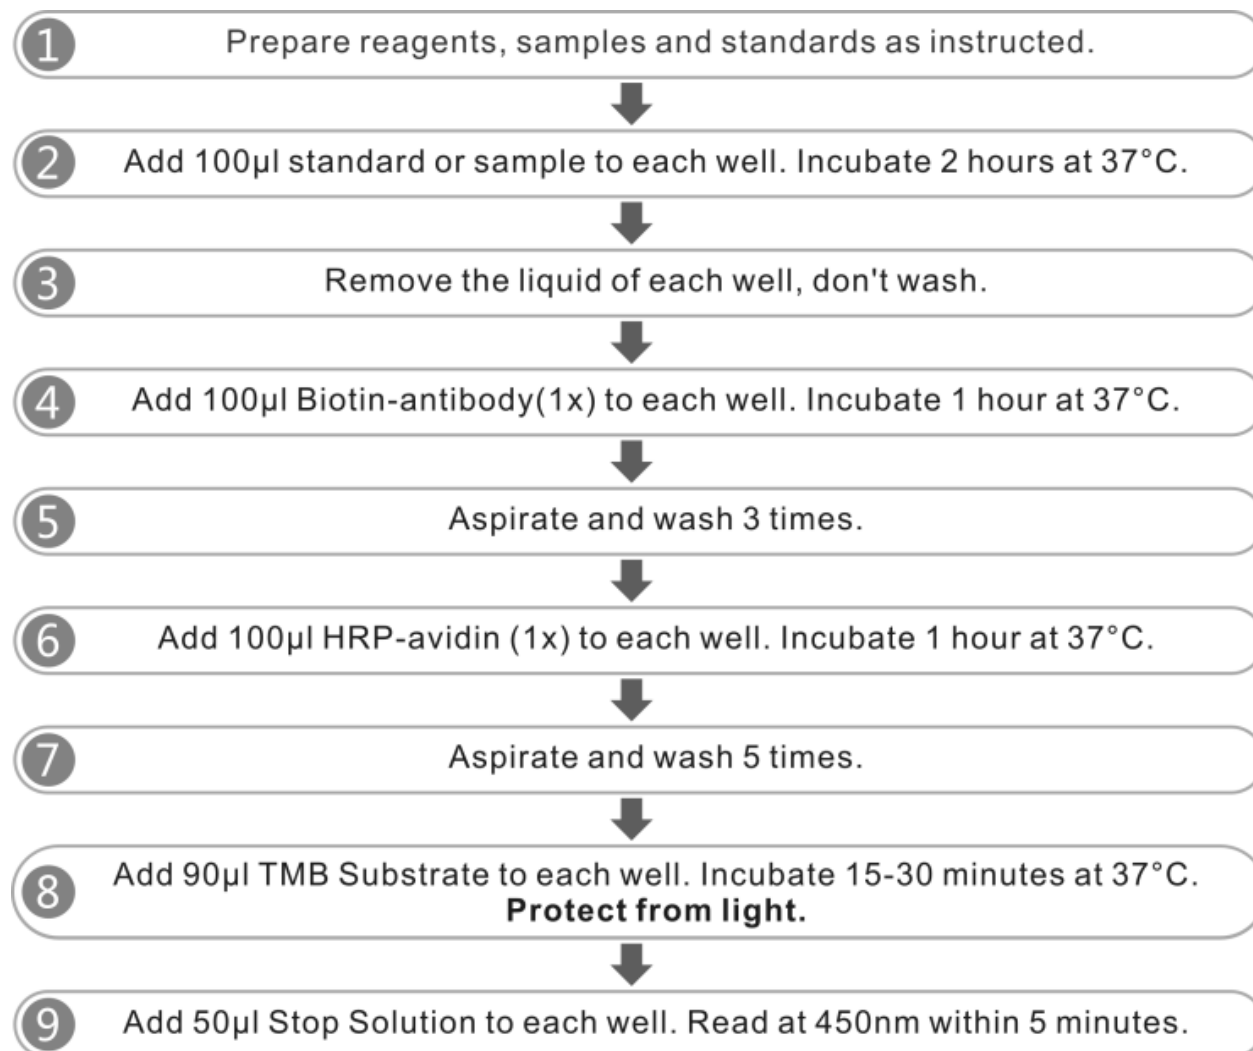 1 Prepare reagents, samples and standards as instructed.
2 Add 100µl standard or sample to each well. Incubate 2 hours at 37°C.
3 Remove the liquid of each well, don't wash.
4 Add 100µl Biotin-antibody(1x) to each well. Incubate 1 hour at 37°C.
5 Aspirate and wash 3 times.
6 Add 100µl HRP-avidin (1x) to each well. Incubate 1 hour at 37°C.
7 Aspirate and wash 5 times.
8 Add 90µl TMB Substrate to each well. Incubate 15-30 minutes at 37°C.
Protect from light.
9 Add 50µl Stop Solution to each well. Read at 450nm within 5 minutes.